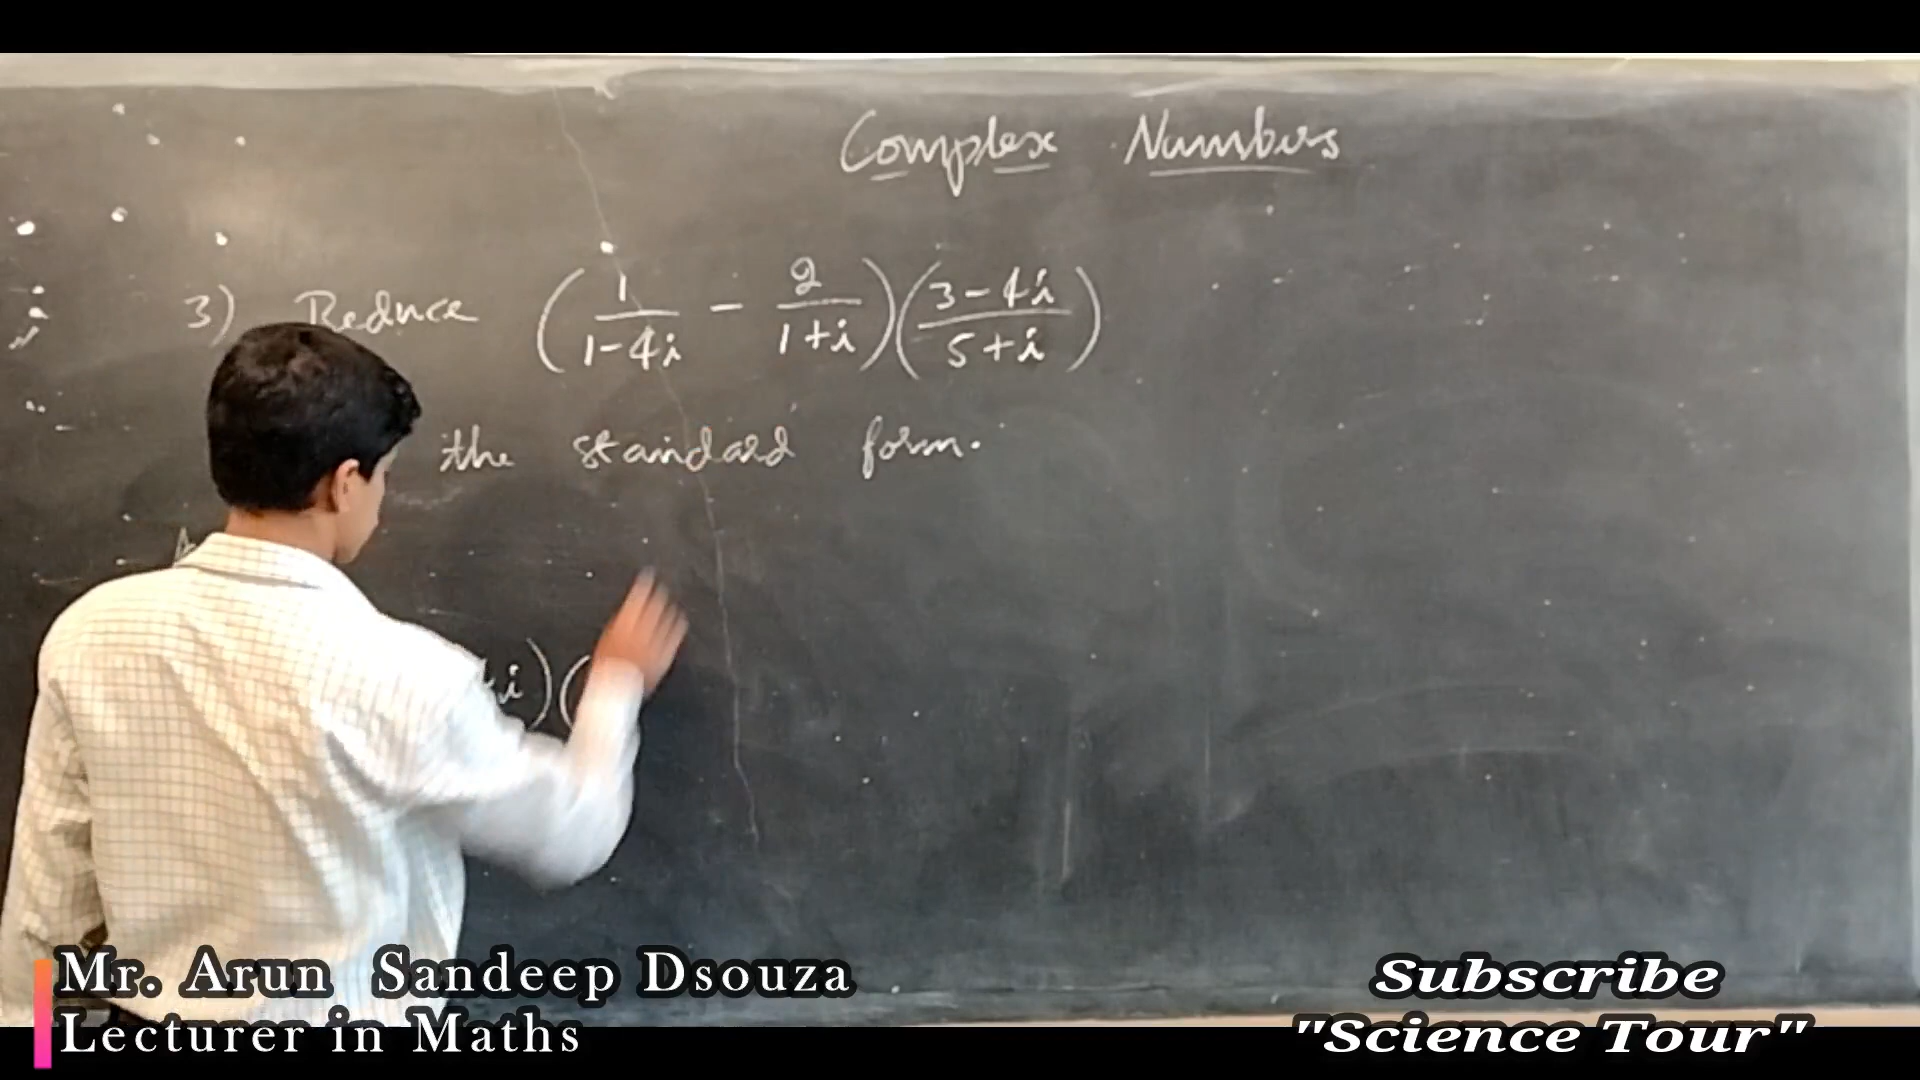 Complex Numbers
3) Reduce (1/(1-4i) - 2/(1+i))((3-4i)/(5+i))
the standard form.
i)(
Mr. Arun Sandeep Dsouza
Lecturer in Maths
Subscribe
"Science Tour"